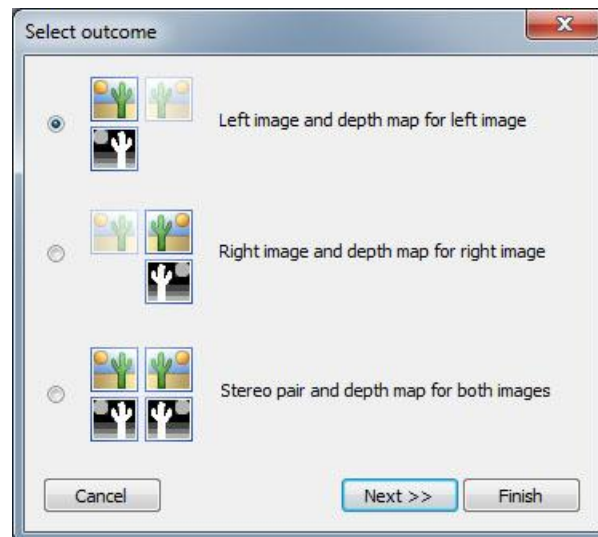 Select outcome
Left image and depth map for left image
Right image and depth map for right image
Stereo pair and depth map for both images
Cancel
Next >>
Finish